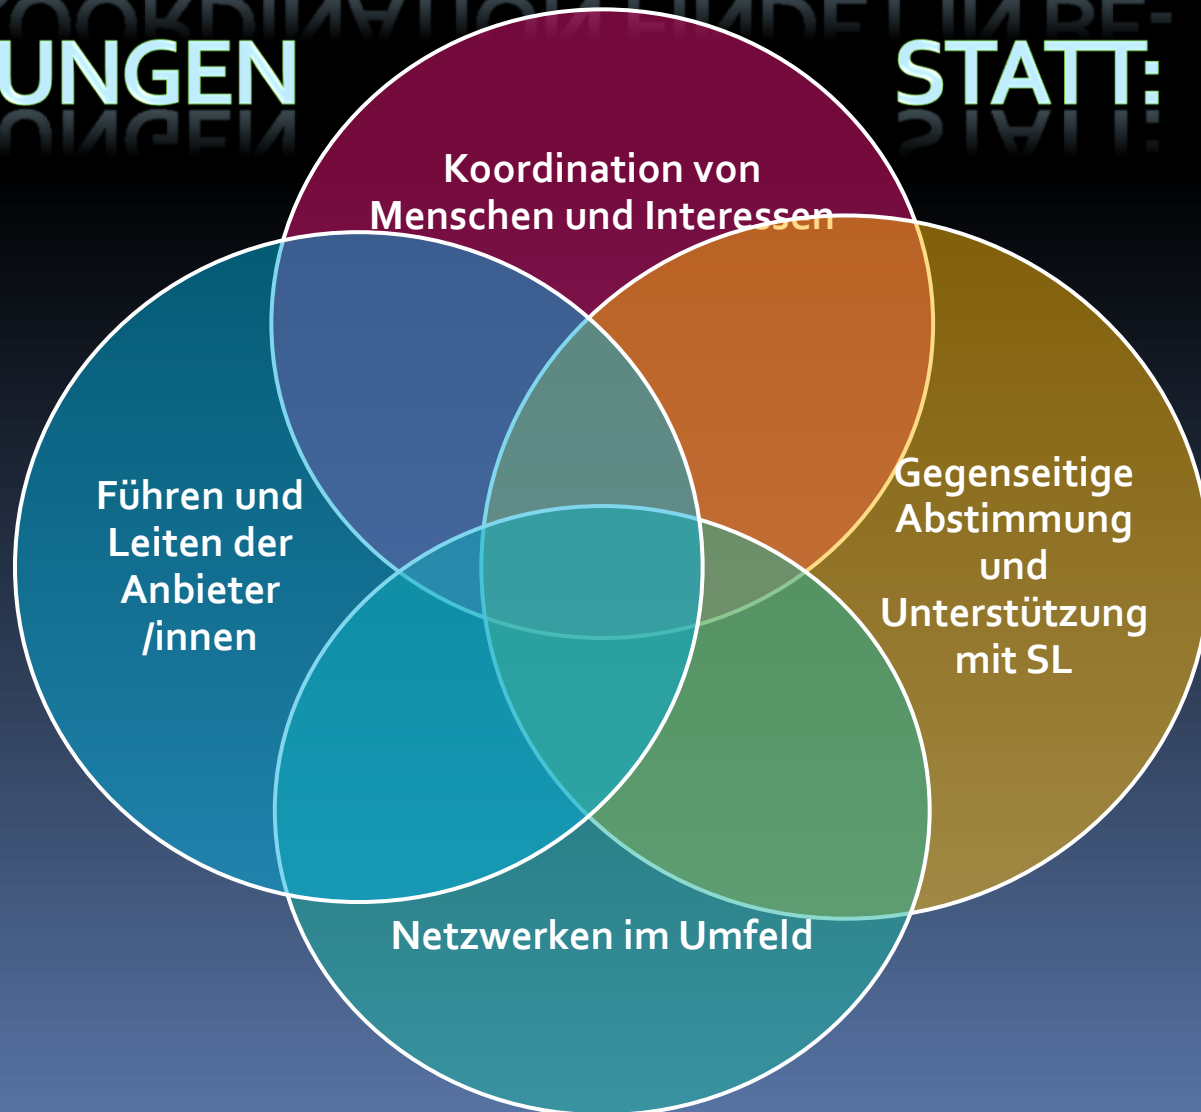 UNGEN STATT:
Koordination von
Menschen und Interessen
Führen und
Leiten der
Anbieter
/innen
Gegenseitige
Abstimmung
und
Unterstützung
mit SL
Netzwerken im Umfeld